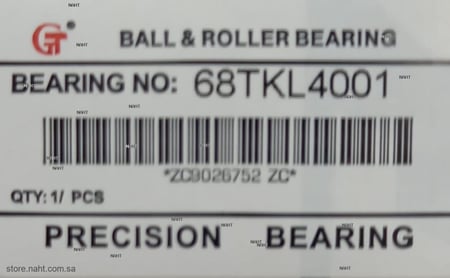 GT® BALL & ROLLER BEARING
BEARING NO: 68TKL4001
*ZC9026752 ZC*
QTY: 1/ PCS
PRECISION BEARING
store.naht.com.sa